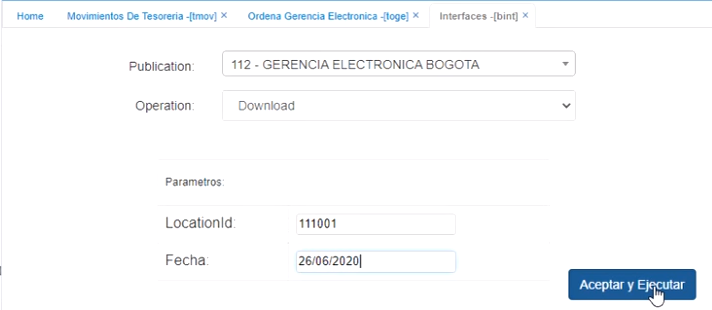 Home Movimientos De Tesoreria -[tmov] × Ordena Gerencia Electronica -[toge] × Interfaces -[bint] ×
Publication: 112 - GERENCIA ELECTRONICA BOGOTA
Operation: Download
Parametros:
LocationId: 111001
Fecha: 26/06/2020
Aceptar y Ejecutar